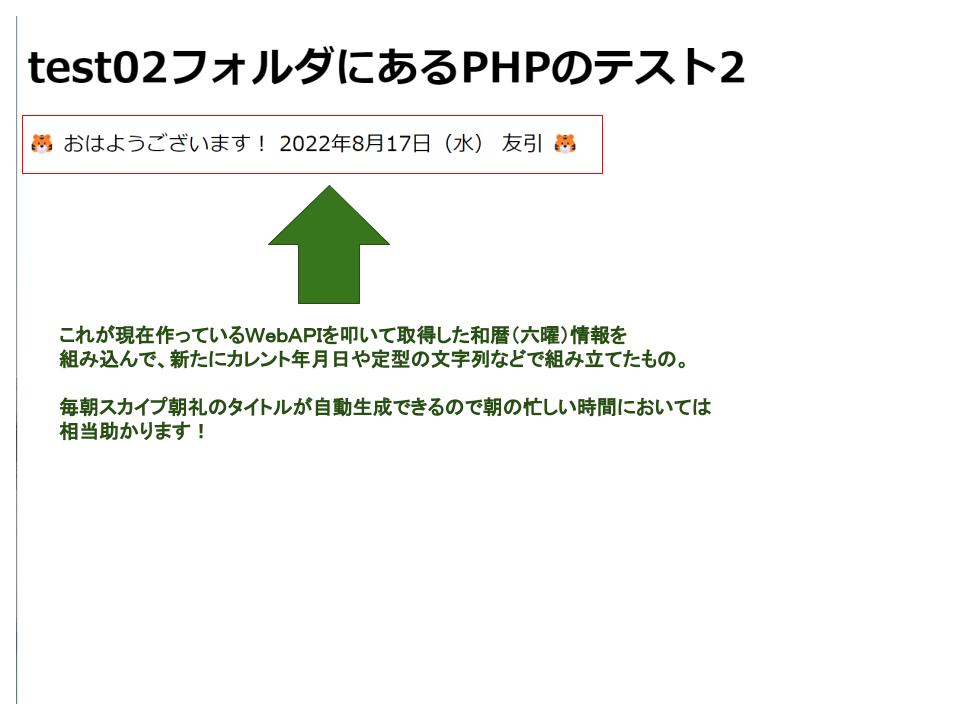 test02フォルダにあるPHPのテスト2
🐯 おはようございます！ 2022年8月17日（水） 友引 🐯
これが現在作っているWebAPIを叩いて取得した和暦（六曜）情報を
組み込んで、新たにカレント年月日や定型の文字列などで組み立てたもの。
毎朝スカイプ朝礼のタイトルが自動生成できるので朝の忙しい時間においては
相当助かります！